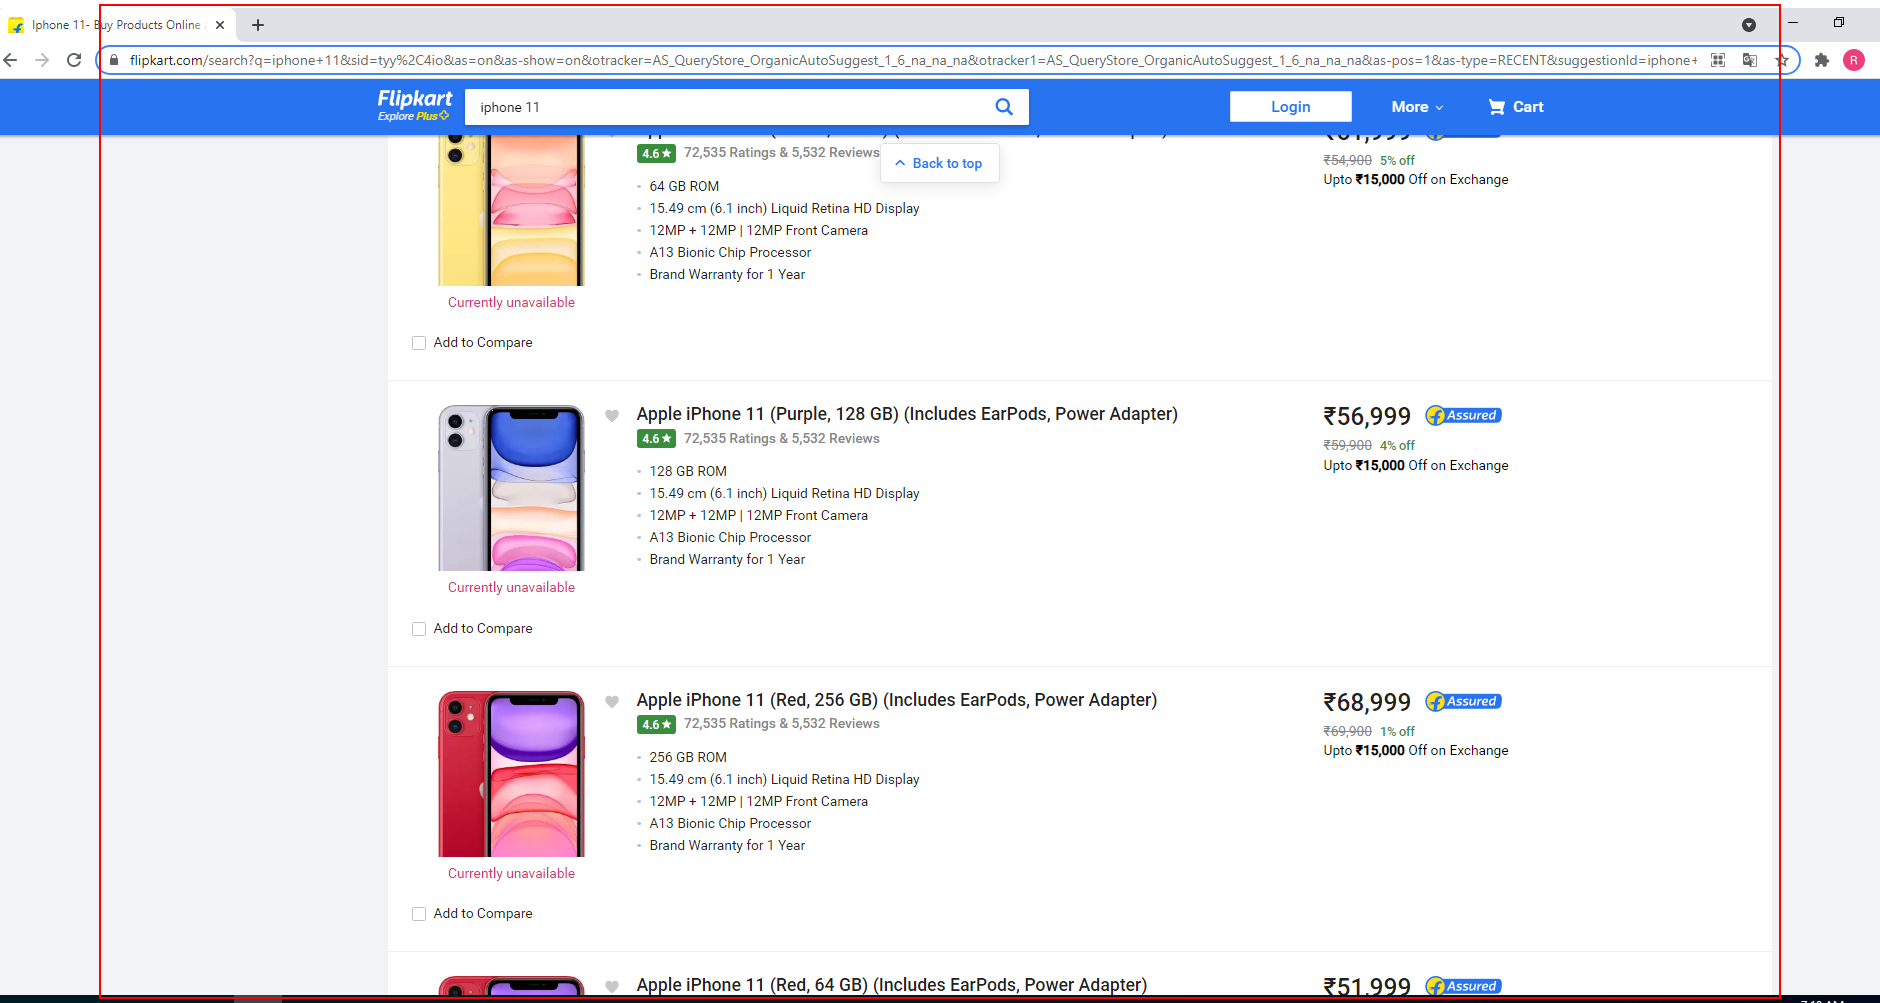 Iphone 11- Buy Products Online
flipkart.com/search?q=iphone+11&sid=tyy%2C4io&as=on&as-show=on&otracker=AS_QueryStore_OrganicAutoSuggest_1_6_na_na_na&otracker1=AS_QueryStore_OrganicAutoSuggest_1_6_na_na_na&as-pos=1&as-type=RECENT&suggestionId=iphone+
R
Flipkart
Explore Plus
iphone 11
Login
More
Cart
4.6★ 72,535 Ratings & 5,532 Reviews
Back to top
₹54,900 5% off
Upto ₹15,000 Off on Exchange
64 GB ROM
15.49 cm (6.1 inch) Liquid Retina HD Display
12MP + 12MP | 12MP Front Camera
A13 Bionic Chip Processor
Brand Warranty for 1 Year
Currently unavailable
Add to Compare
Apple iPhone 11 (Purple, 128 GB) (Includes EarPods, Power Adapter)
4.6★ 72,535 Ratings & 5,532 Reviews
₹56,999 Assured
₹59,900 4% off
Upto ₹15,000 Off on Exchange
128 GB ROM
15.49 cm (6.1 inch) Liquid Retina HD Display
12MP + 12MP | 12MP Front Camera
A13 Bionic Chip Processor
Brand Warranty for 1 Year
Currently unavailable
Add to Compare
Apple iPhone 11 (Red, 256 GB) (Includes EarPods, Power Adapter)
4.6★ 72,535 Ratings & 5,532 Reviews
₹68,999 Assured
₹69,900 1% off
Upto ₹15,000 Off on Exchange
256 GB ROM
15.49 cm (6.1 inch) Liquid Retina HD Display
12MP + 12MP | 12MP Front Camera
A13 Bionic Chip Processor
Brand Warranty for 1 Year
Currently unavailable
Add to Compare
Apple iPhone 11 (Red, 64 GB) (Includes EarPods, Power Adapter)
₹51,999 Assured